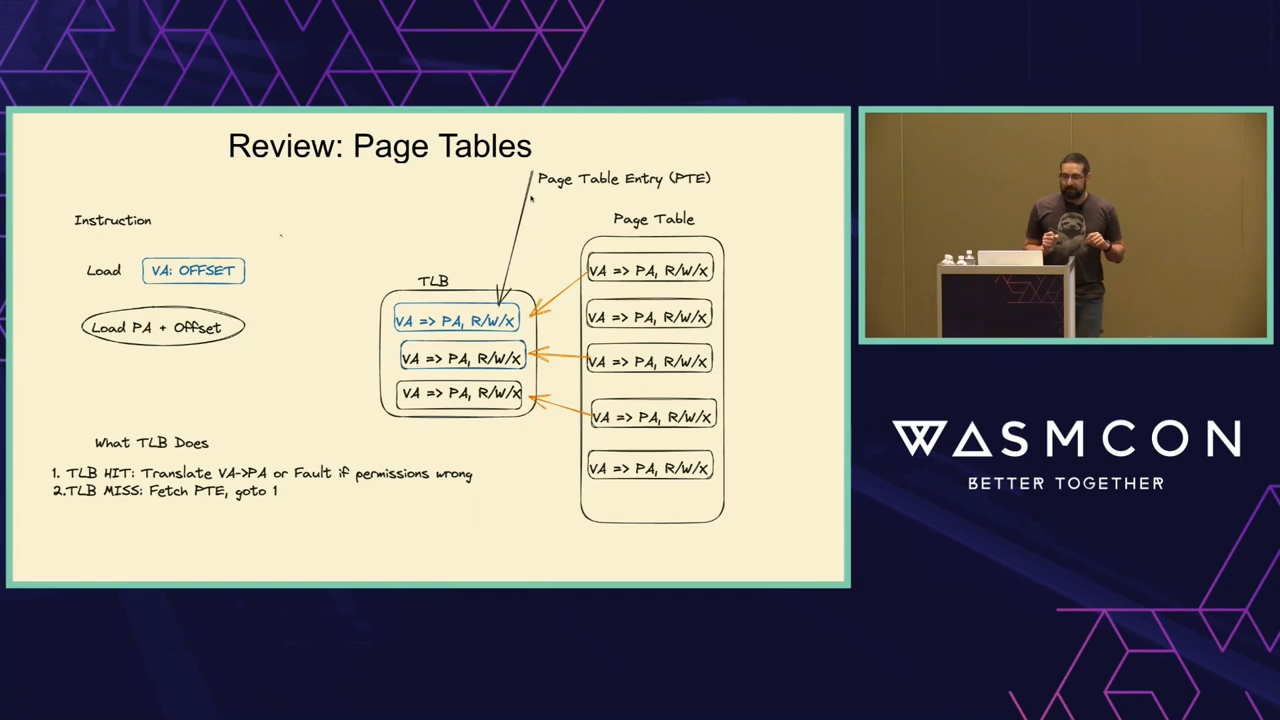 Review: Page Tables
Page Table Entry (PTE)
Instruction
Page Table
Load VA: OFFSET
TLB
Load PA + Offset
VA => PA, R/W/X
VA => PA, R/W/X
VA => PA, R/W/X
VA => PA, R/W/X
VA => PA, R/W/X
VA => PA, R/W/X
VA => PA, R/W/X
VA => PA, R/W/X
What TLB Does
1. TLB HIT: Translate VA->PA or Fault if permissions wrong
2.TLB MISS: Fetch PTE, goto 1
WASMCON
BETTER TOGETHER